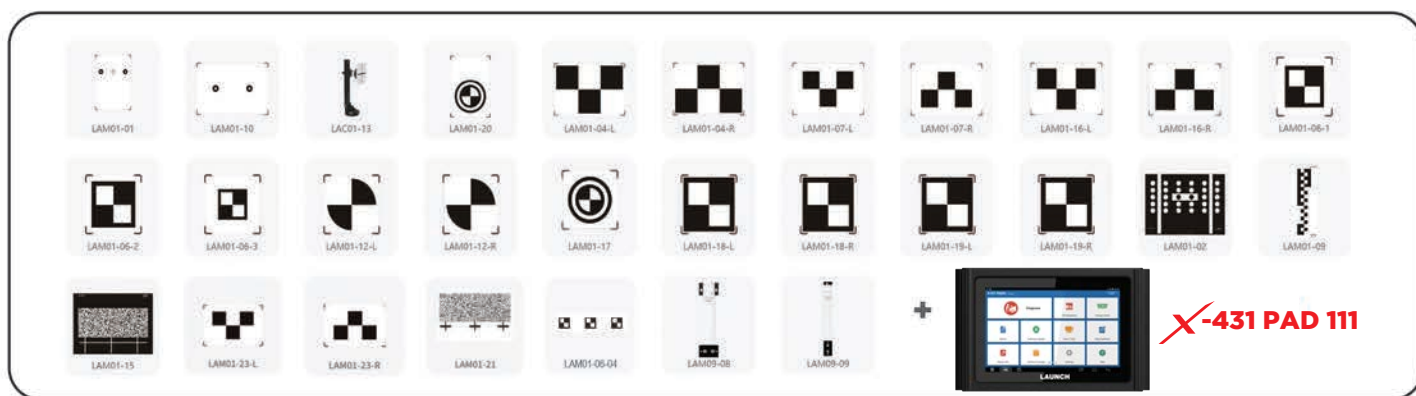 LAM01-01 LAM01-10 LAC01-13 LAM01-20 LAM01-04-L LAM01-04-R LAM01-07-L LAM01-97-R LAM01-16-L LAM01-16-R LAM01-06-1
LAM01-06-2 LAM01-06-3 LAM01-12-L LAM01-12-R LAM01-17 LAM01-18-L LAM01-18-R LAM01-19-L LAM01-19-R LAM01-02 LAM01-09
LAM01-15 LAM01-23-L LAM01-23-R LAM01-21 LAM01-06-04 LAM09-08 LAM09-09
LAUNCH
X-431 PAD 111